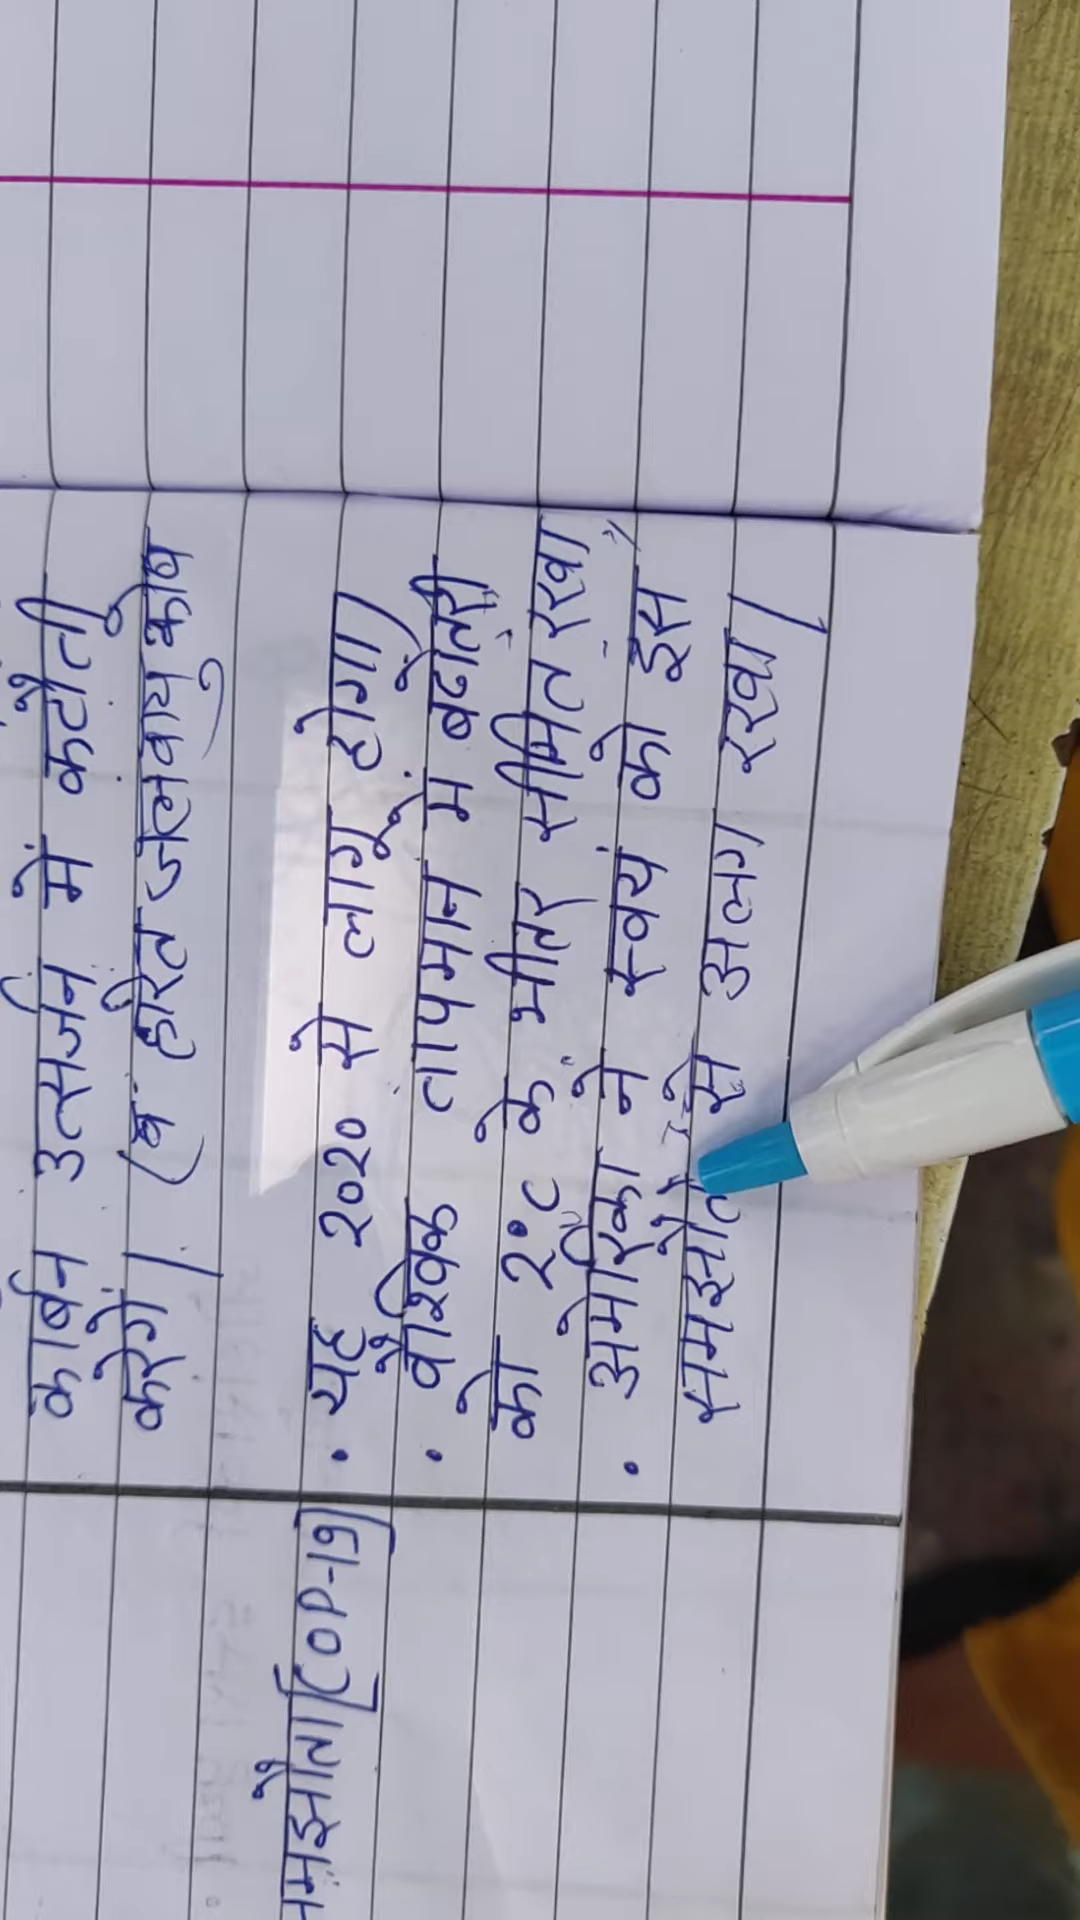 कार्बन उत्सर्जन में कटौती
करेंगे। (व हरित जलवायु कोष
समझौता [COP-19]
• यह 2020 से लागू होगा।
• वैश्विक तापमान में बढ़ोतरी
को 2°C के भीतर सीमित रखा
• अमेरिका ने स्वयं को इस
समझौते से अलग रखा।